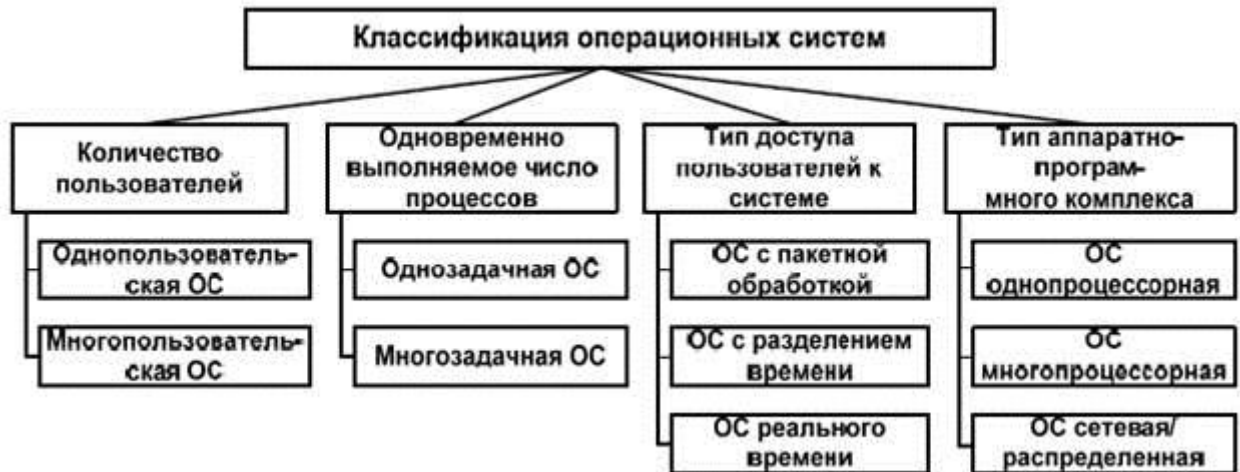 Классификация операционных систем
Количество
пользователей
Однопользователь-
ская ОС
Многопользователь-
ская ОС
Одновременно
выполняемое число
процессов
Однозадачная ОС
Многозадачная ОС
Тип доступа
пользователей к
системе
ОС с пакетной
обработкой
ОС с разделением
времени
ОС реального
времени
Тип аппаратно-
програм-
много комплекса
ОС
однопроцессорная
ОС
многопроцессорная
ОС сетевая/
распределенная